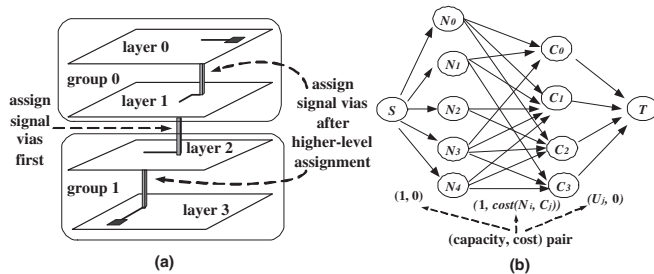 layer 0
group 0
layer 1
assign
signal
vias
first
assign
signal vias
after
higher-level
assignment
layer 2
group 1
layer 3
(a)
S
N0
N1
N2
N3
N4
C0
C1
C2
C3
T
(1, 0)
(1, cost(Ni, Cj))
(Uj, 0)
(capacity, cost) pair
(b)